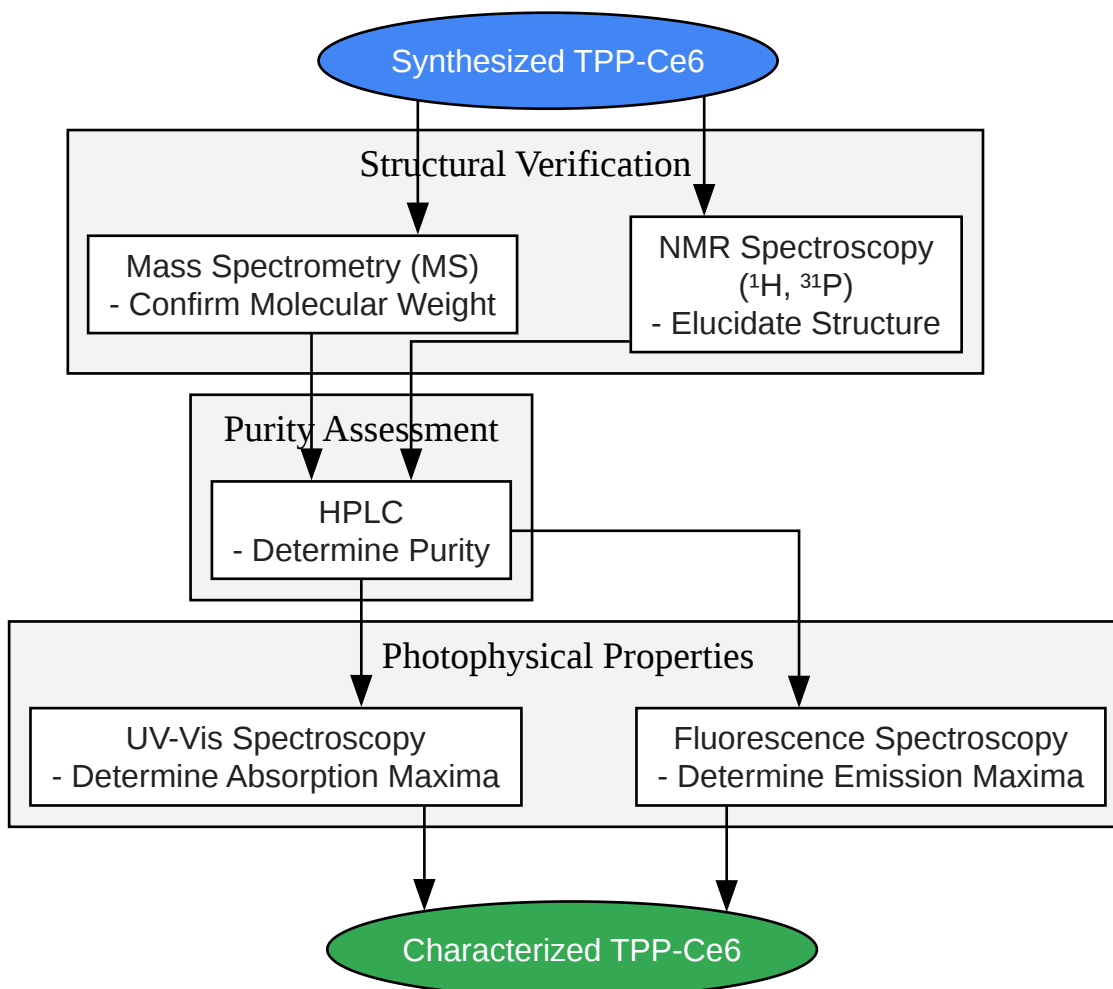 Synthesized TPP-Ce6
Structural Verification
Mass Spectrometry (MS)
- Confirm Molecular Weight
NMR Spectroscopy
(¹H, ³¹P)
- Elucidate Structure
Purity Assessment
HPLC
- Determine Purity
Photophysical Properties
UV-Vis Spectroscopy
- Determine Absorption Maxima
Fluorescence Spectroscopy
- Determine Emission Maxima
Characterized TPP-Ce6